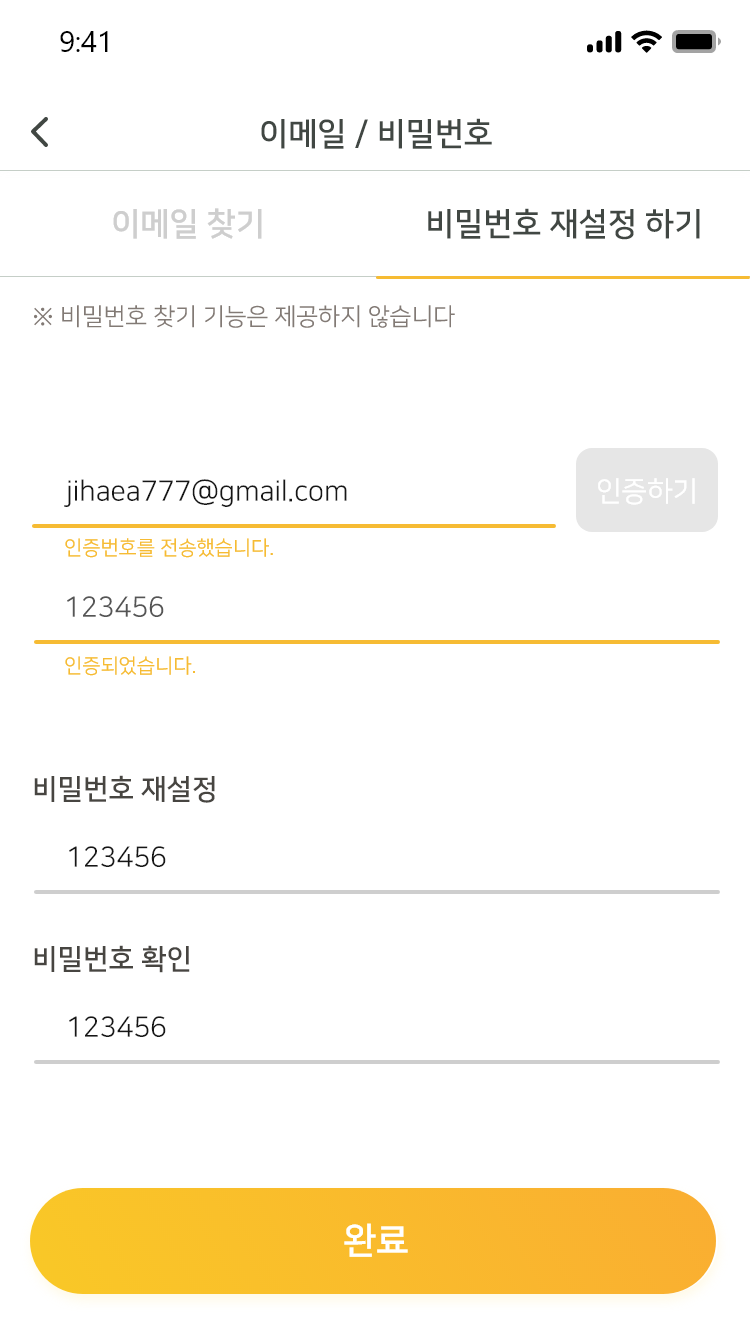 9:41
이메일 / 비밀번호
이메일 찾기
비밀번호 재설정 하기
※ 비밀번호 찾기 기능은 제공하지 않습니다
jihaea777@gmail.com
인증하기
인증번호를 전송했습니다.
123456
인증되었습니다.
비밀번호 재설정
123456
비밀번호 확인
123456
완료